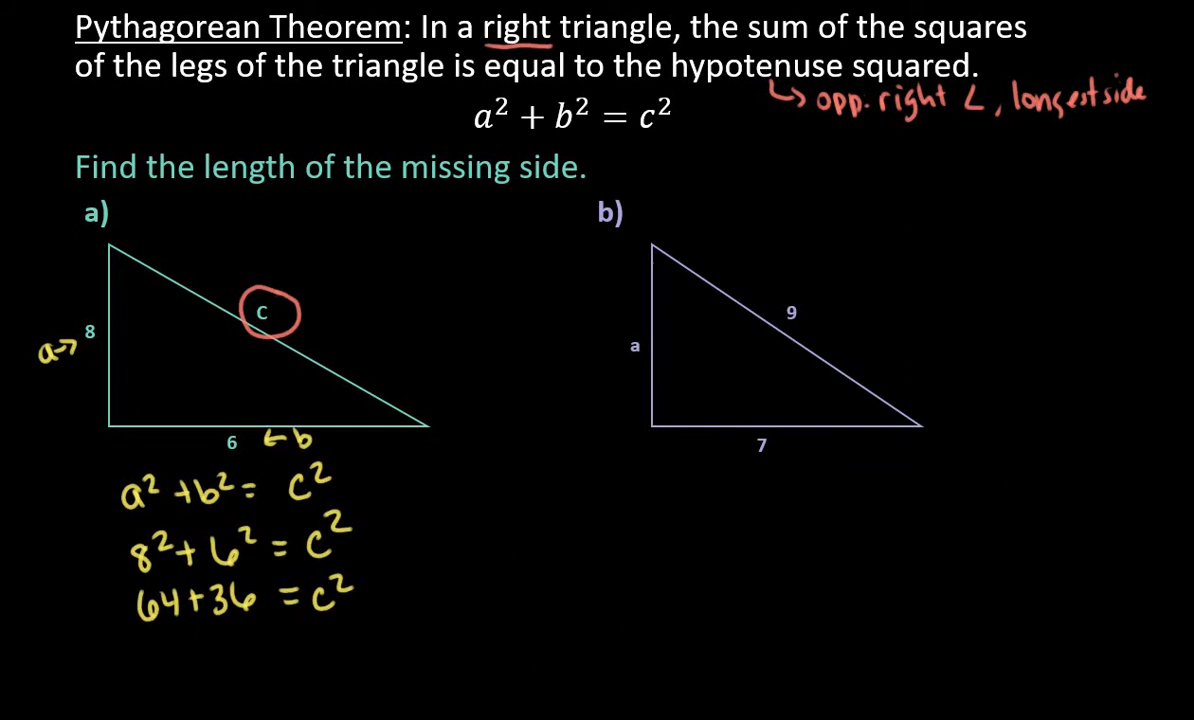 Pythagorean Theorem: In a right triangle, the sum of the squares
of the legs of the triangle is equal to the hypotenuse squared.
↳ opp. right ∠, longest side
a² + b² = c²
Find the length of the missing side.
a)
C
8
a→
6 ← b
a² + b² = c²
8² + 6² = c²
64 + 36 = c²
b)
9
a
7